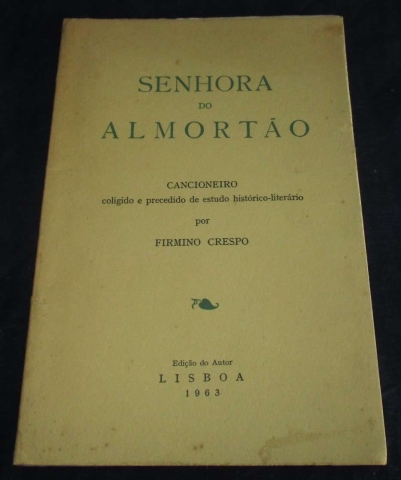 SENHORA
DO
ALMORTÃO
CANCIONEIRO
coligido e precedido de estudo histórico-literário
por
FIRMINO CRESPO
Edição do Autor
LISBOA
1963